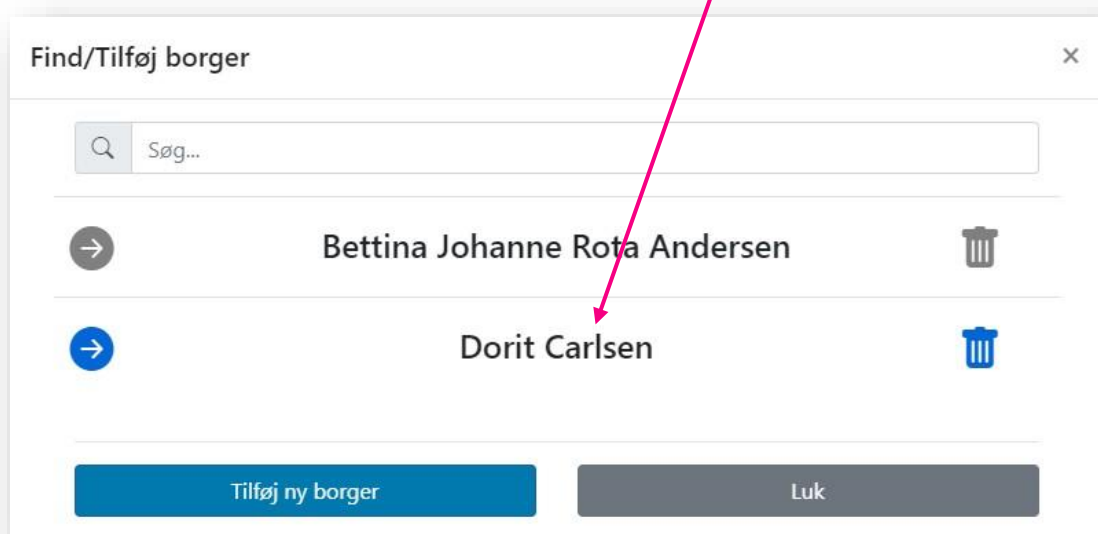 Find/Tilføj borger
Søg...
Bettina Johanne Rota Andersen
Dorit Carlsen
Tilføj ny borger
Luk